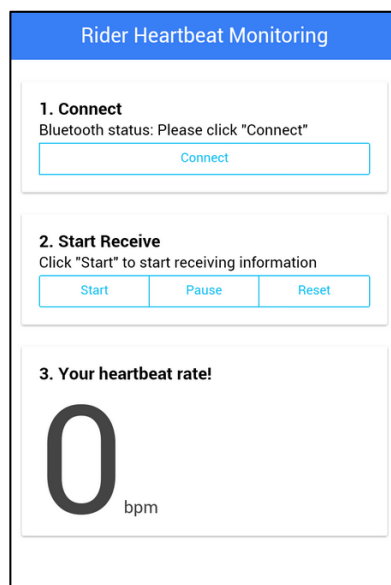 Rider Heartbeat Monitoring
1. Connect
Bluetooth status: Please click "Connect"
Connect
2. Start Receive
Click "Start" to start receiving information
Start Pause Reset
3. Your heartbeat rate!
0 bpm